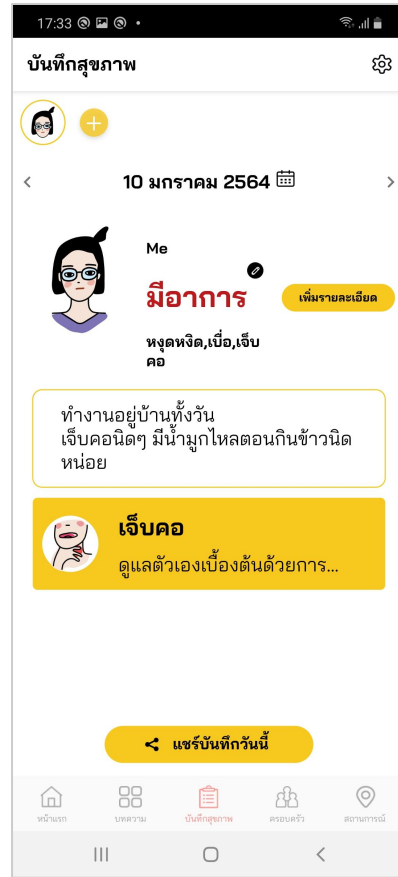 17:33
บันทึกสุขภาพ
10 มกราคม 2564
Me
มีอาการ
เพิ่มรายละเอียด
หงุดหงิด,เบื่อ,เจ็บ
คอ
ทำงานอยู่บ้านทั้งวัน
เจ็บคอนิดๆ มีน้ำมูกไหลตอนกินข้าวนิด
หน่อย
เจ็บคอ
ดูแลตัวเองเบื้องต้นด้วยการ...
แชร์บันทึกวันนี้
หน้าแรก
บทความ
บันทึกสุขภาพ
ครอบครัว
สถานการณ์